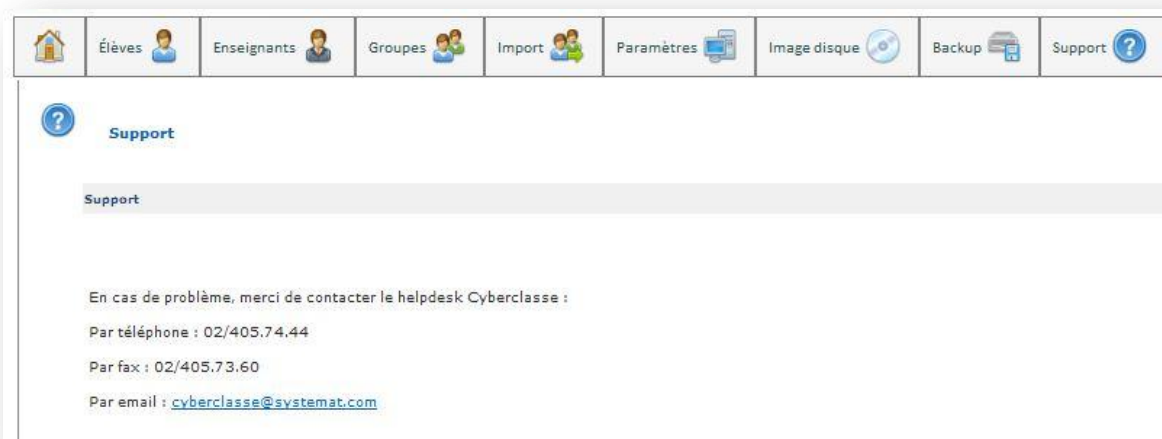 Élèves Enseignants Groupes Import Paramètres Image disque Backup Support ?
?
Support
Support
En cas de problème, merci de contacter le helpdesk Cyberclasse :
Par téléphone : 02/405.74.44
Par fax : 02/405.73.60
Par email : cyberclasse@systemat.com